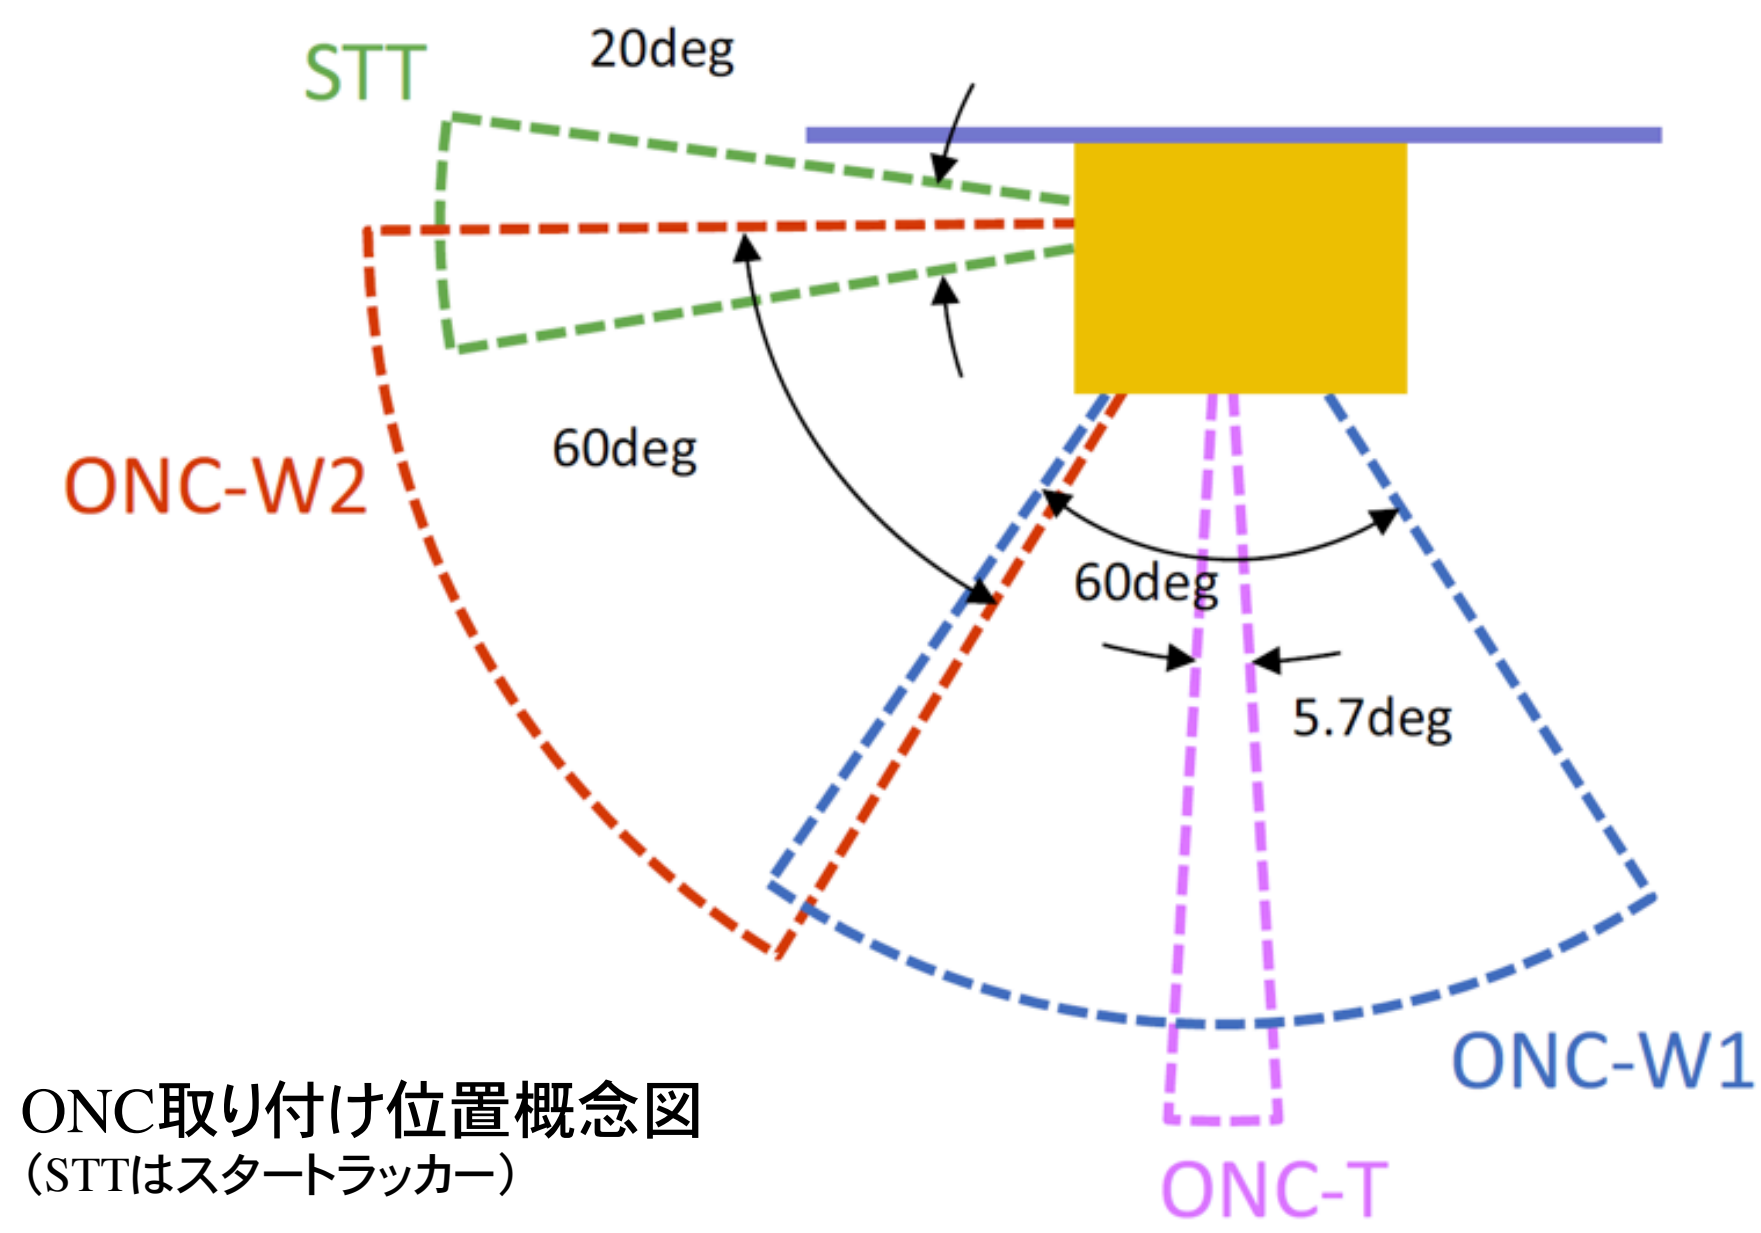 STT
20deg
ONC-W2
60deg
60deg
5.7deg
ONC-W1
ONC-T
ONC取り付け位置概念図
（STTはスタートラッカー）